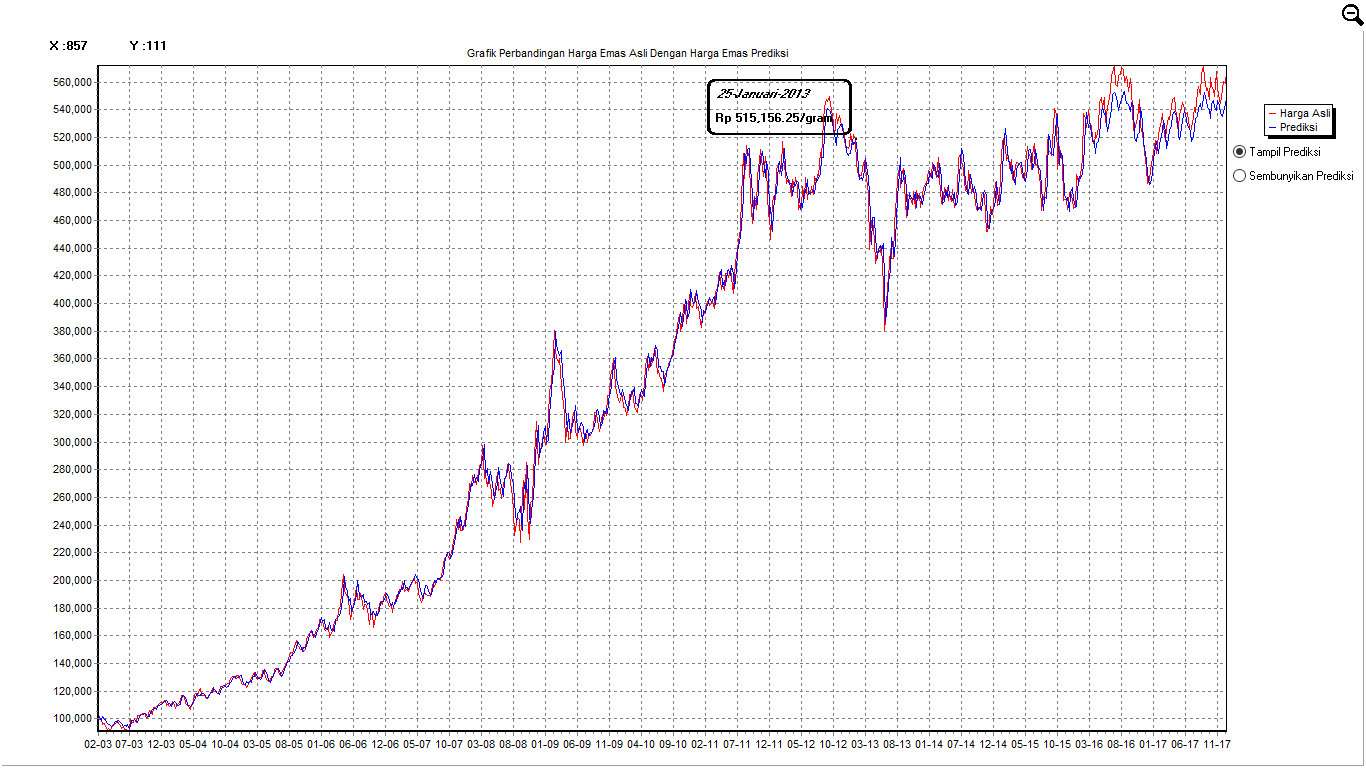 X :857 Y :111
Grafik Perbandingan Harga Emas Asli Dengan Harga Emas Prediksi
560,000
540,000
520,000
500,000
480,000
460,000
440,000
420,000
400,000
380,000
360,000
340,000
320,000
300,000
280,000
260,000
240,000
220,000
200,000
180,000
160,000
140,000
120,000
100,000
25-Januari-2013
Rp 515,156.25/gram
Harga Asli
Prediksi
Tampil Prediksi
Sembunyikan Prediksi
02-03 07-03 12-03 05-04 10-04 03-05 08-05 01-06 06-06 12-06 05-07 10-07 03-08 08-08 01-09 06-09 11-09 04-10 09-10 02-11 07-11 12-11 05-12 10-12 03-13 08-13 01-14 07-14 12-14 05-15 10-15 03-16 08-16 01-17 06-17 11-17